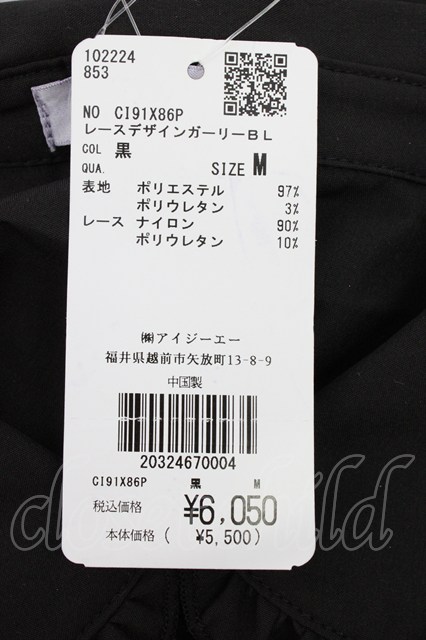 102224
853
NO CI91X86P
レースデザインガーリーBL
COL 黒
QUA. SIZE M
表地 ポリエステル 97%
ポリウレタン 3%
レース ナイロン 90%
ポリウレタン 10%
㈱アイジーエー
福井県越前市矢放町13-8-9
中国製
20324670004
CI91X86P 黒 M
税込価格 ¥6,050
本体価格( ¥5,500)